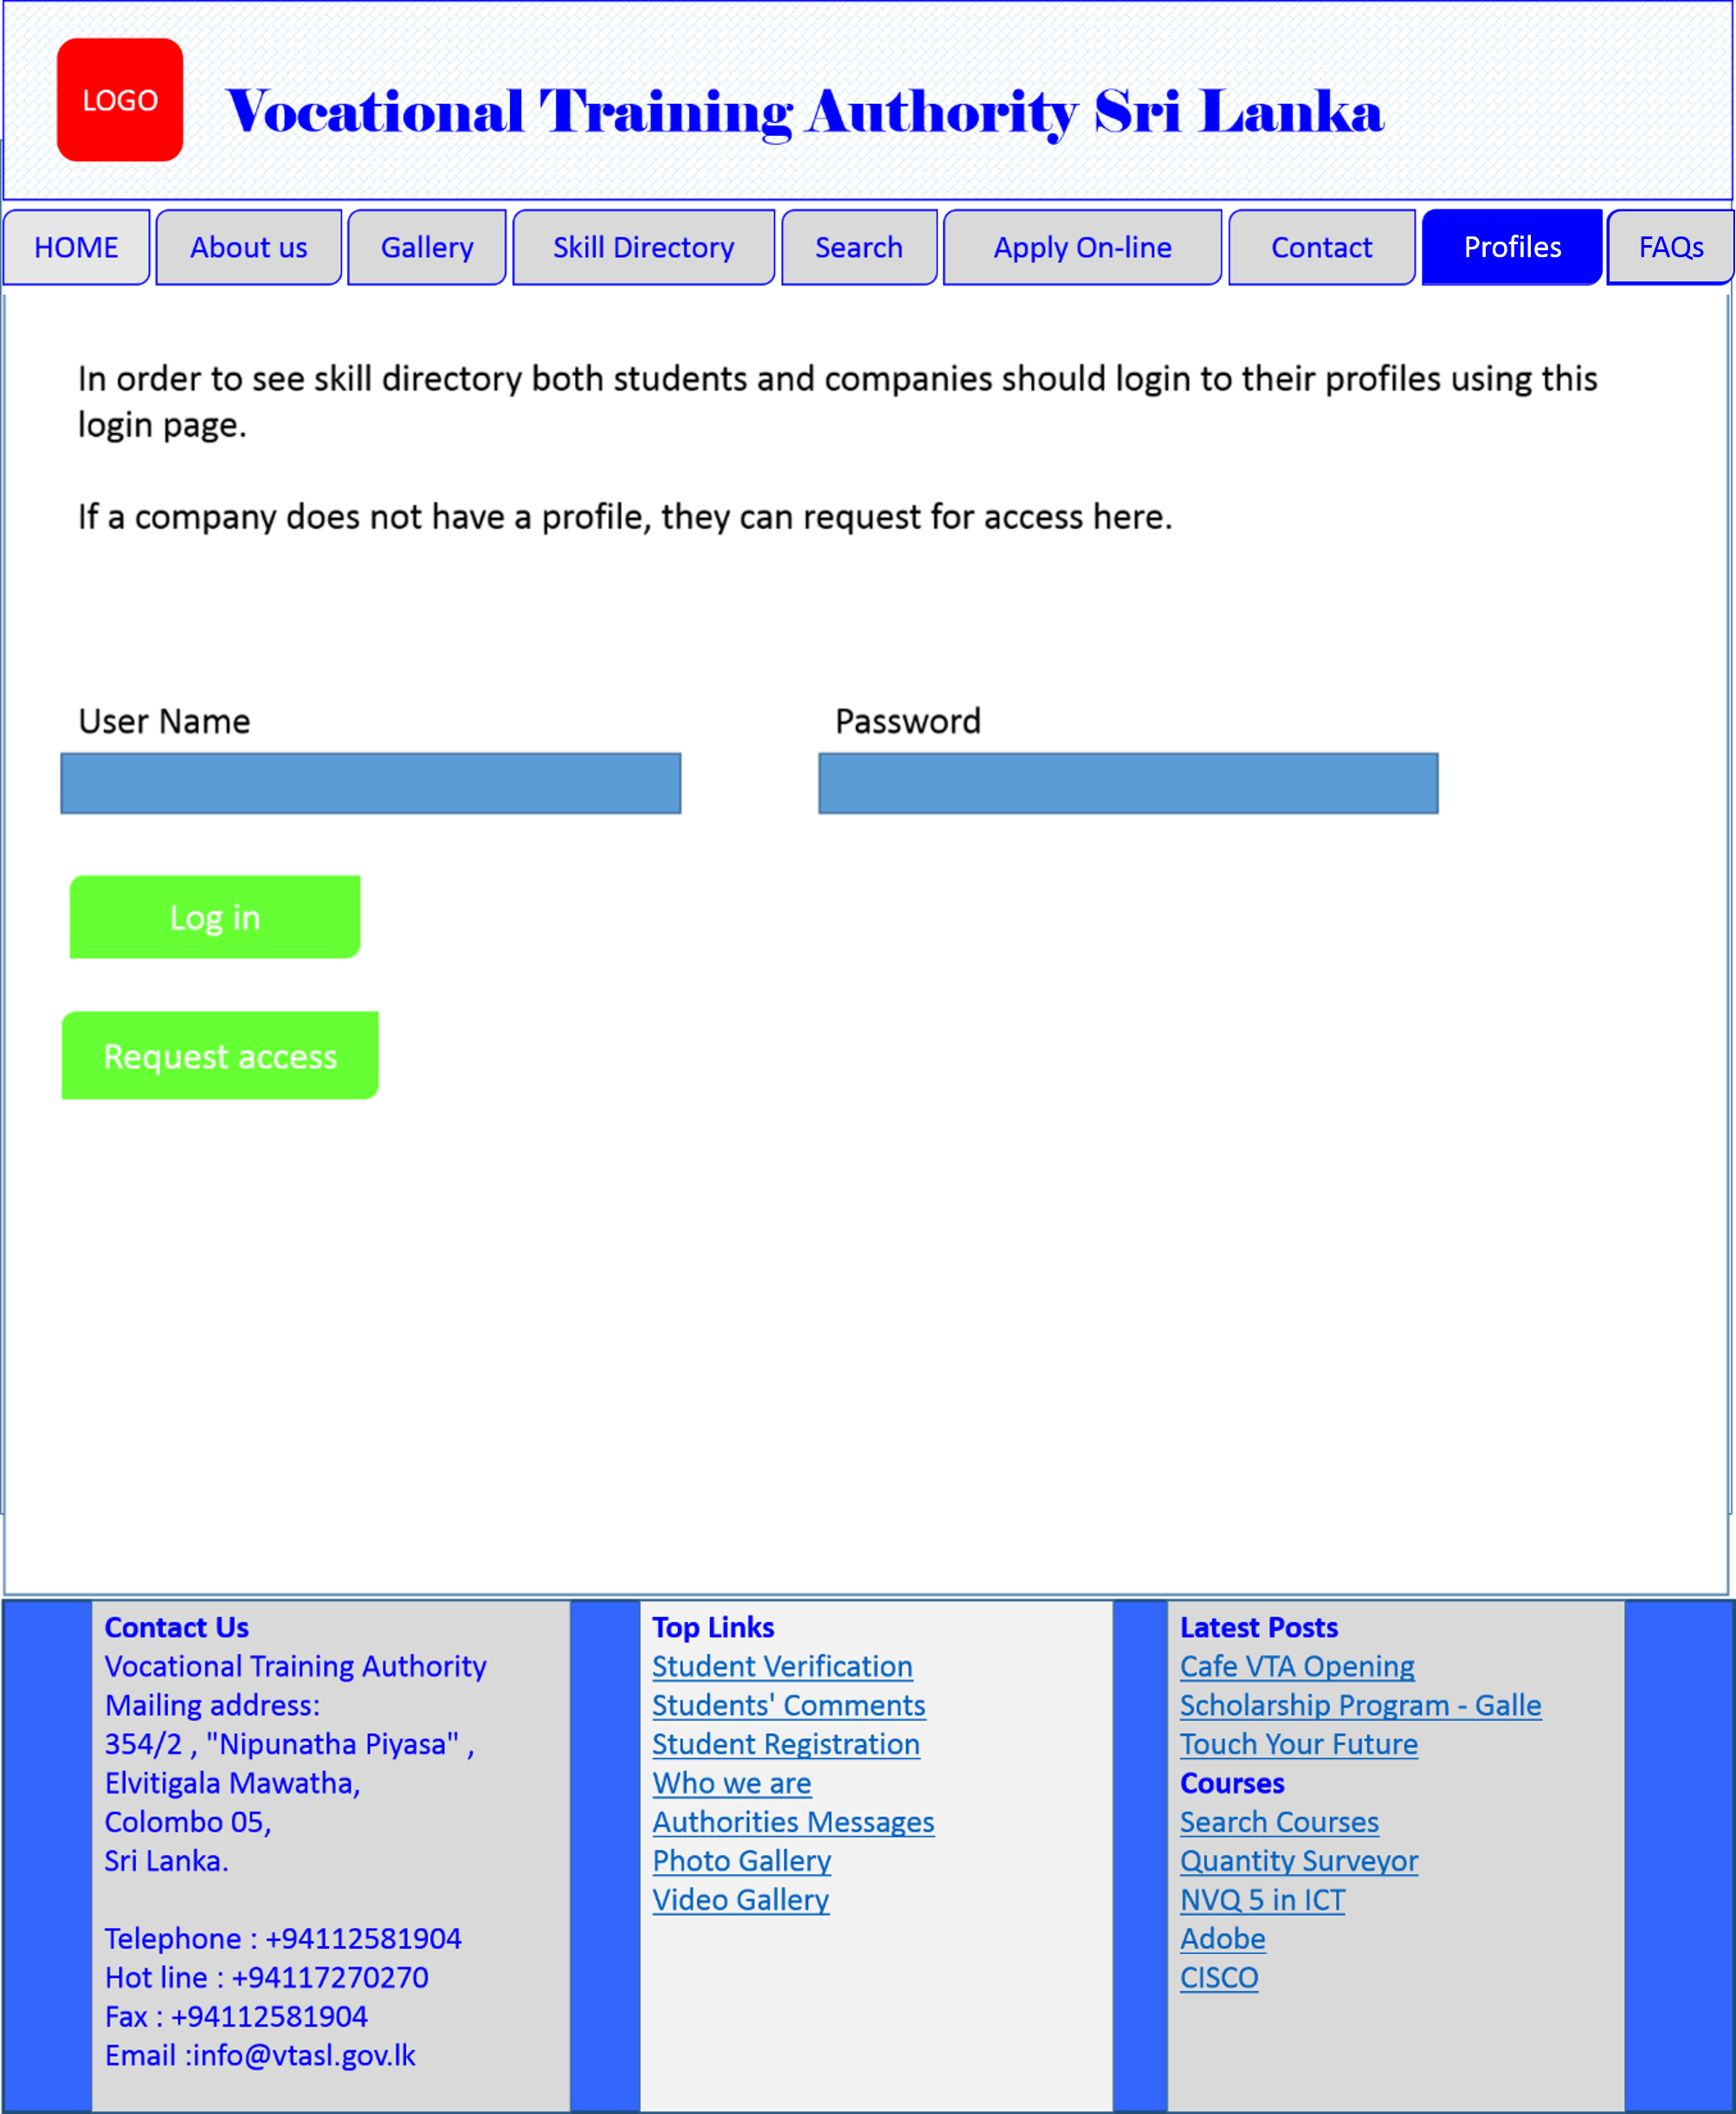 LOGO
Vocational Training Authority Sri Lanka
HOME
About us
Gallery
Skill Directory
Search
Apply On-line
Contact
Profiles
FAQs
In order to see skill directory both students and companies should login to their profiles using this
login page.
If a company does not have a profile, they can request for access here.
User Name
Password
Log in
Request access
Contact Us
Vocational Training Authority
Mailing address:
354/2 , "Nipunatha Piyasa" ,
Elvitigala Mawatha,
Colombo 05,
Sri Lanka.
Telephone : +94112581904
Hot line : +94117270270
Fax : +94112581904
Email :info@vtasl.gov.lk
Top Links
Student Verification
Students' Comments
Student Registration
Who we are
Authorities Messages
Photo Gallery
Video Gallery
Latest Posts
Cafe VTA Opening
Scholarship Program - Galle
Touch Your Future
Courses
Search Courses
Quantity Surveyor
NVQ 5 in ICT
Adobe
CISCO